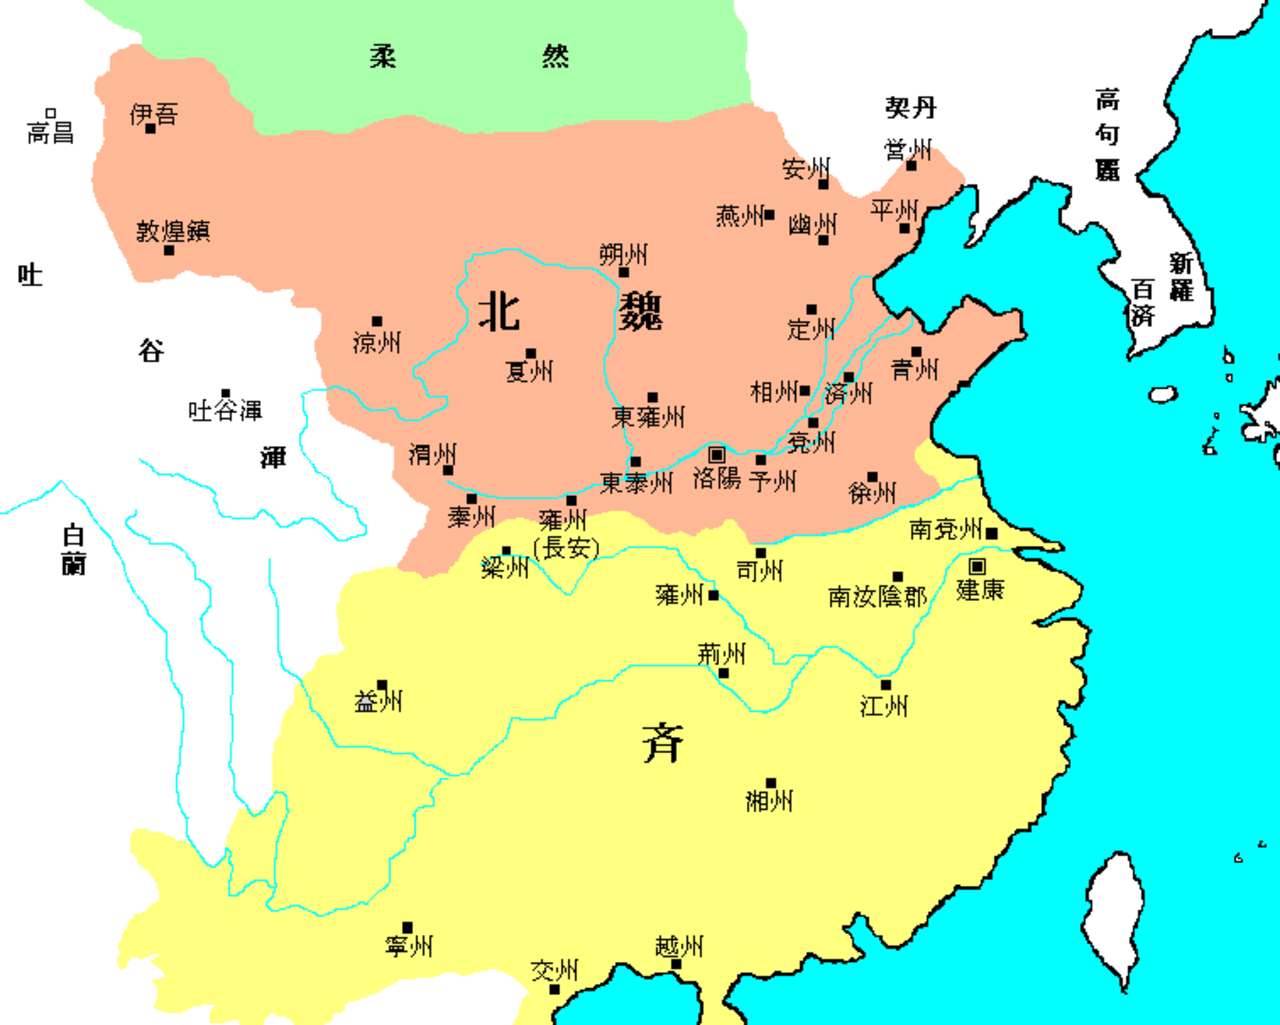 柔然
契丹
高句麗
伊吾
高昌
営州
安州
燕州
幽州
平州
敦煌鎮
朔州
吐谷渾
新羅
百済
北魏
涼州
定州
夏州
青州
相州
済州
吐谷渾
東雍州
兗州
渭州
洛陽
予州
東秦州
徐州
秦州
雍州
(長安)
南兗州
白蘭
梁州
司州
建康
雍州
南汝陰郡
荊州
益州
江州
斉
湘州
寧州
越州
交州